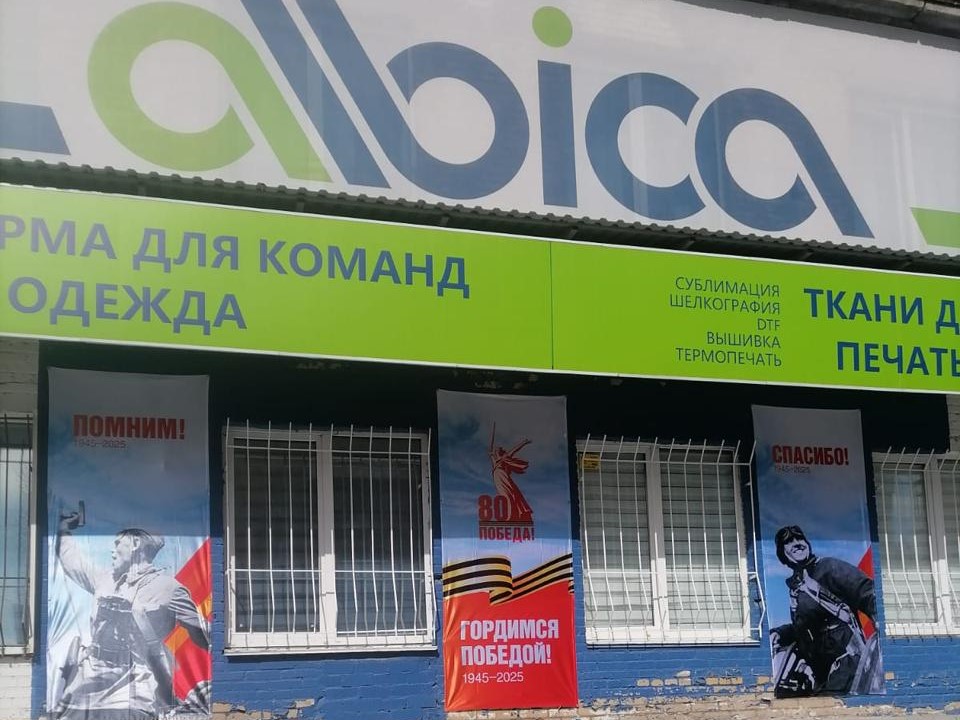 albica
РМА ДЛЯ КОМАНД
ОДЕЖДА
СУБЛИМАЦИЯ
ШЕЛКОГРАФИЯ
DTF
ВЫШИВКА
ТЕРМОПЕЧАТЬ
ТКАНИ Д
ПЕЧАТЬ
ПОМНИМ!
1945-2025
80
ПОБЕДА!
ГОРДИМСЯ
ПОБЕДОЙ!
1945-2025
СПАСИБО!
1945-2025